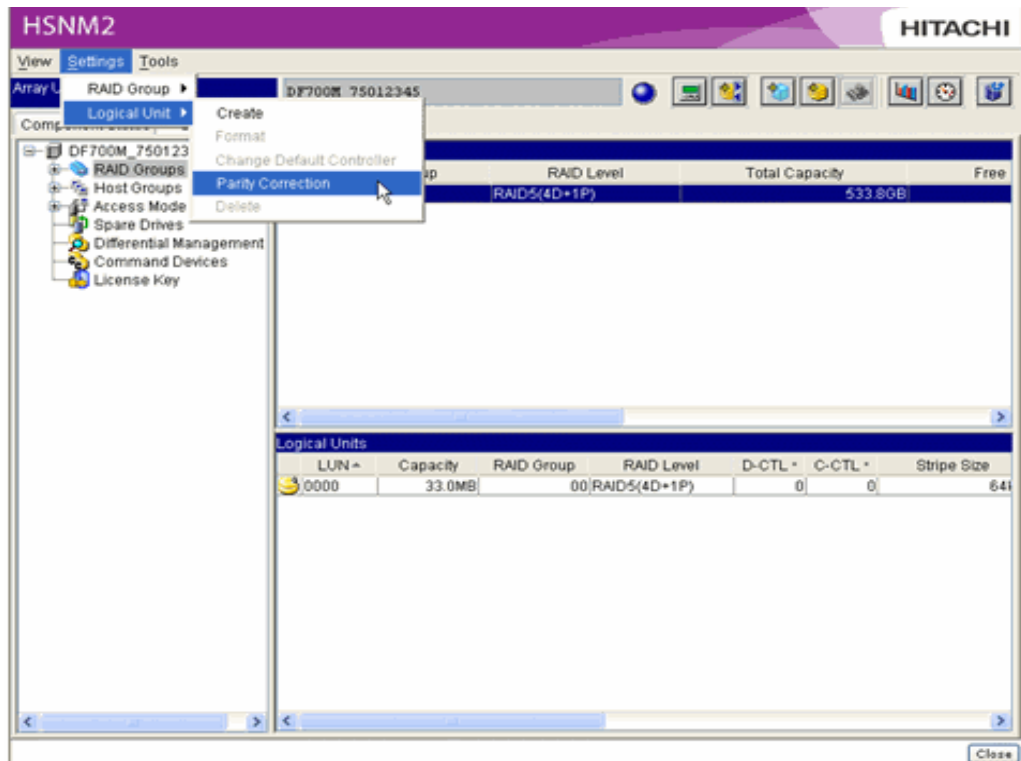 HSNM2
HITACHI
View Settings Tools
Array U
DF700M 75012345
RAID Group
Logical Unit
Create
Format
Change Default Controller
Parity Correction
Delete
DF700M_750123
RAID Groups
Host Groups
Access Mode
Spare Drives
Differential Management
Command Devices
License Key
up RAID Level Total Capacity Free
RAID5(4D+1P) 533.8GB
Logical Units
LUN Capacity RAID Group RAID Level D-CTL * C-CTL * Stripe Size
0000 33.0MB 00 RAID5(4D+1P) 0 0 64
Close